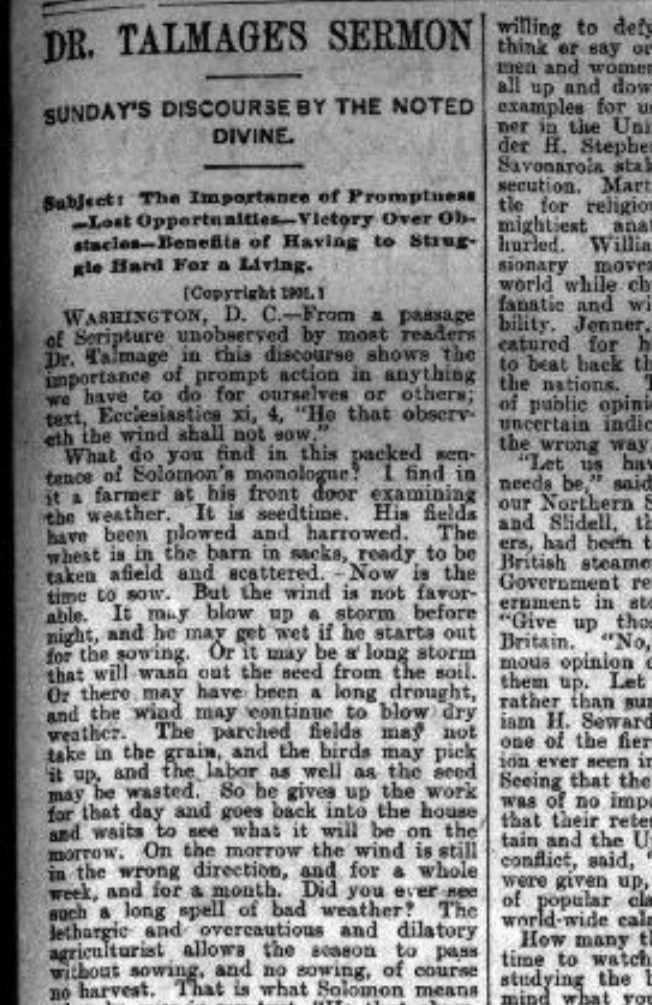 DR. TALMAGE'S SERMON
SUNDAY'S DISCOURSE BY THE NOTED
DIVINE.
Subject: The Importance of Promptness
—Lost Opportunities—Victory Over Ob-
stacles—Benefits of Having to Strug-
gle Hard For a Living.
[Copyright 1901.]
WASHINGTON, D. C.—From a passage
of Scripture unobserved by most readers
Dr. Talmage in this discourse shows the
importance of prompt action in anything
we have to do for ourselves or others;
text, Ecclesiastics xi, 4, "He that observ-
eth the wind shall not sow."
What do you find in this packed sen-
tence of Solomon's monologue? I find in
it a farmer at his front door examining
the weather. It is seedtime. His fields
have been plowed and harrowed. The
wheat is in the barn in sacks, ready to be
taken afield and scattered. Now is the
time to sow. But the wind is not favor-
able. It may blow up a storm before
night, and he may get wet if he starts out
for the sowing. Or it may be a long storm
that will wash out the seed from the soil.
Or there may have been a long drought,
and the wind may continue to blow dry
weather. The parched fields may not
take in the grain, and the birds may pick
it up, and the labor as well as the seed
may be wasted. So he gives up the work
for that day and goes back into the house
and waits to see what it will be on the
morrow. On the morrow the wind is still
in the wrong direction, and for a whole
week, and for a month. Did you ever see
such a long spell of bad weather? The
lethargic and overcautious and dilatory
agriculturist allows the season to pass
without sowing, and no sowing, of course
no harvest. That is what Solomon means
willing to defy
think or say or
men and women
all up and dow
examples for u
ner in the Uni
der H. Stephe
Savonarola stak
secution. Mart
tle for religio
mightiest anat
hurled. Willia
sionary move
world while ch
fanatic and wi
bility. Jenner,
catured for h
to beat back th
the nations. T
of public opini
uncertain indic
the wrong way.
"Let us hav
needs be," said
our Northern S
and Slidell, th
ers, had been t
British steame
Government re
ernment in sto
"Give up thos
Britain. "No,
mous opinion o
them up. Let
rather than sur
iam H. Seward
one of the fier
ion ever seen in
Seeing that the
was of no impo
that their rete
tain and the U
conflict, said, "
were given up,
of popular cla
world-wide cala
How many t
time to watch
studying the b
mine what you